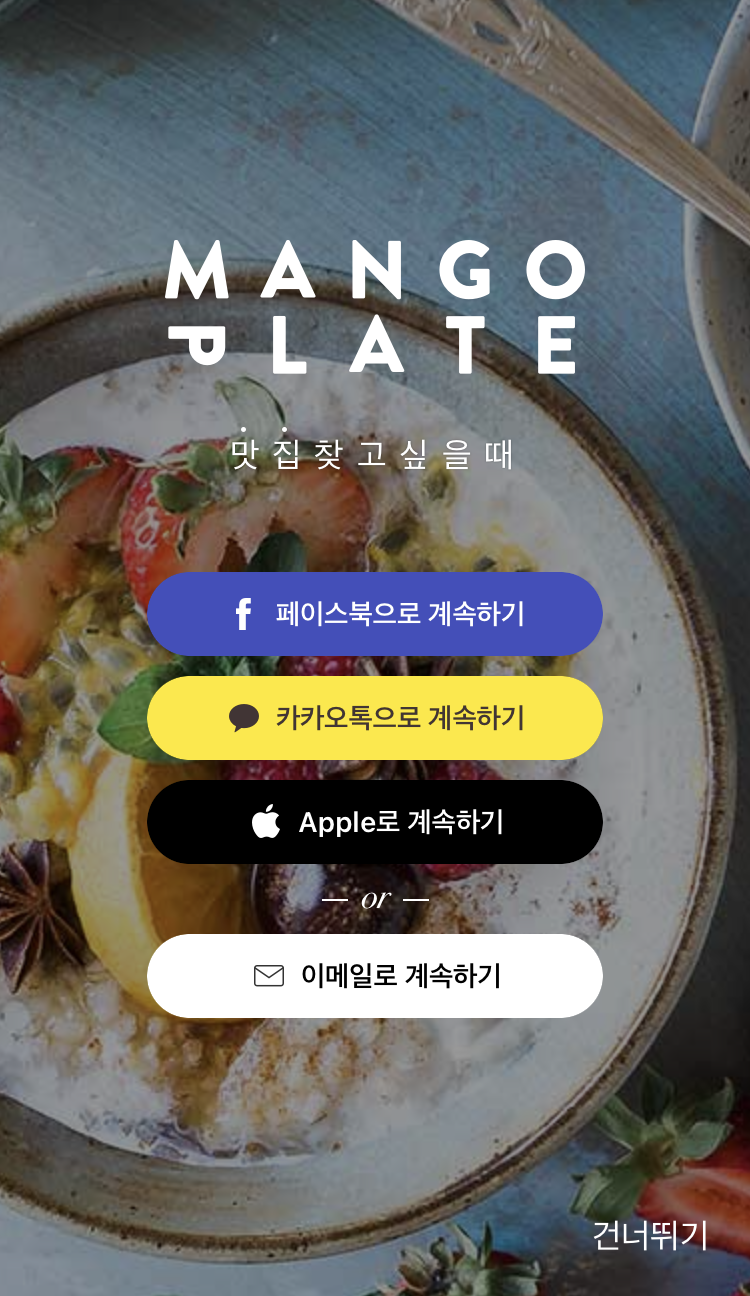 MANGO
PLATE
맛집찾고싶을때
페이스북으로 계속하기
카카오톡으로 계속하기
Apple로 계속하기
or
이메일로 계속하기
건너뛰기